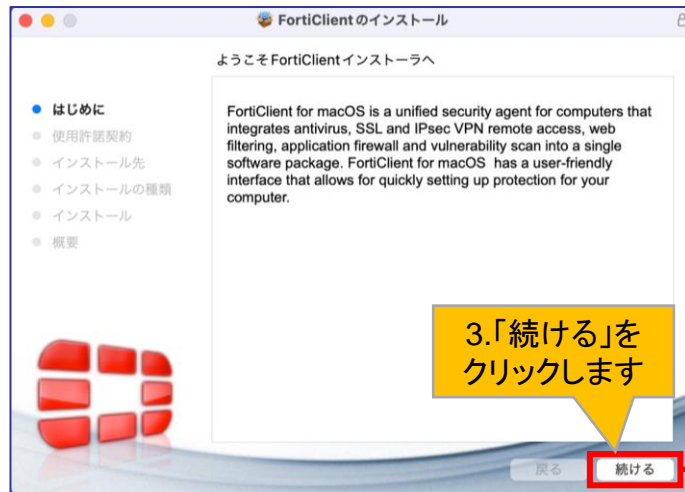 FortiClientのインストール
ようこそFortiClientインストーラへ
はじめに
使用許諾契約
インストール先
インストールの種類
インストール
概要
FortiClient for macOS is a unified security agent for computers that
integrates antivirus, SSL and IPsec VPN remote access, web
filtering, application firewall and vulnerability scan into a single
software package. FortiClient for macOS has a user-friendly
interface that allows for quickly setting up protection for your
computer.
3.「続ける」を
クリックします
戻る
続ける